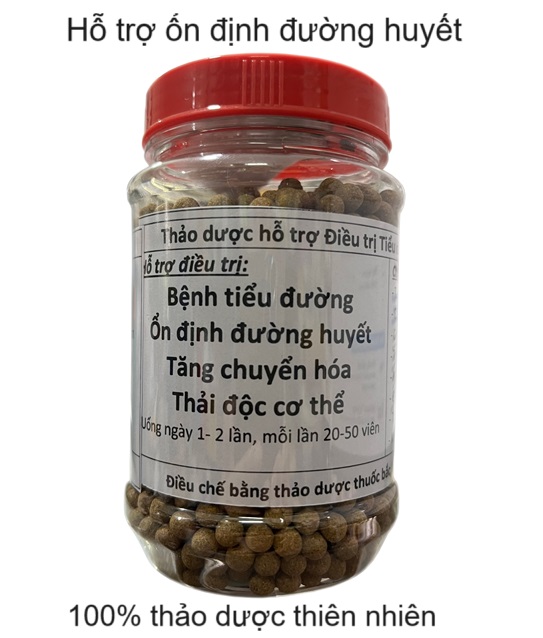 Hỗ trợ ốn định đường huyết
Thảo dược hỗ trợ Điều trị Tiểu
Hỗ trợ điều trị:
Bệnh tiểu đường
Ổn định đường huyết
Tăng chuyển hóa
Thải độc cơ thể
Uống ngày 1- 2 lần, mỗi lần 20-50 viên
Điều chế bằng thảo dược thuốc bắc
100% thảo dược thiên nhiên